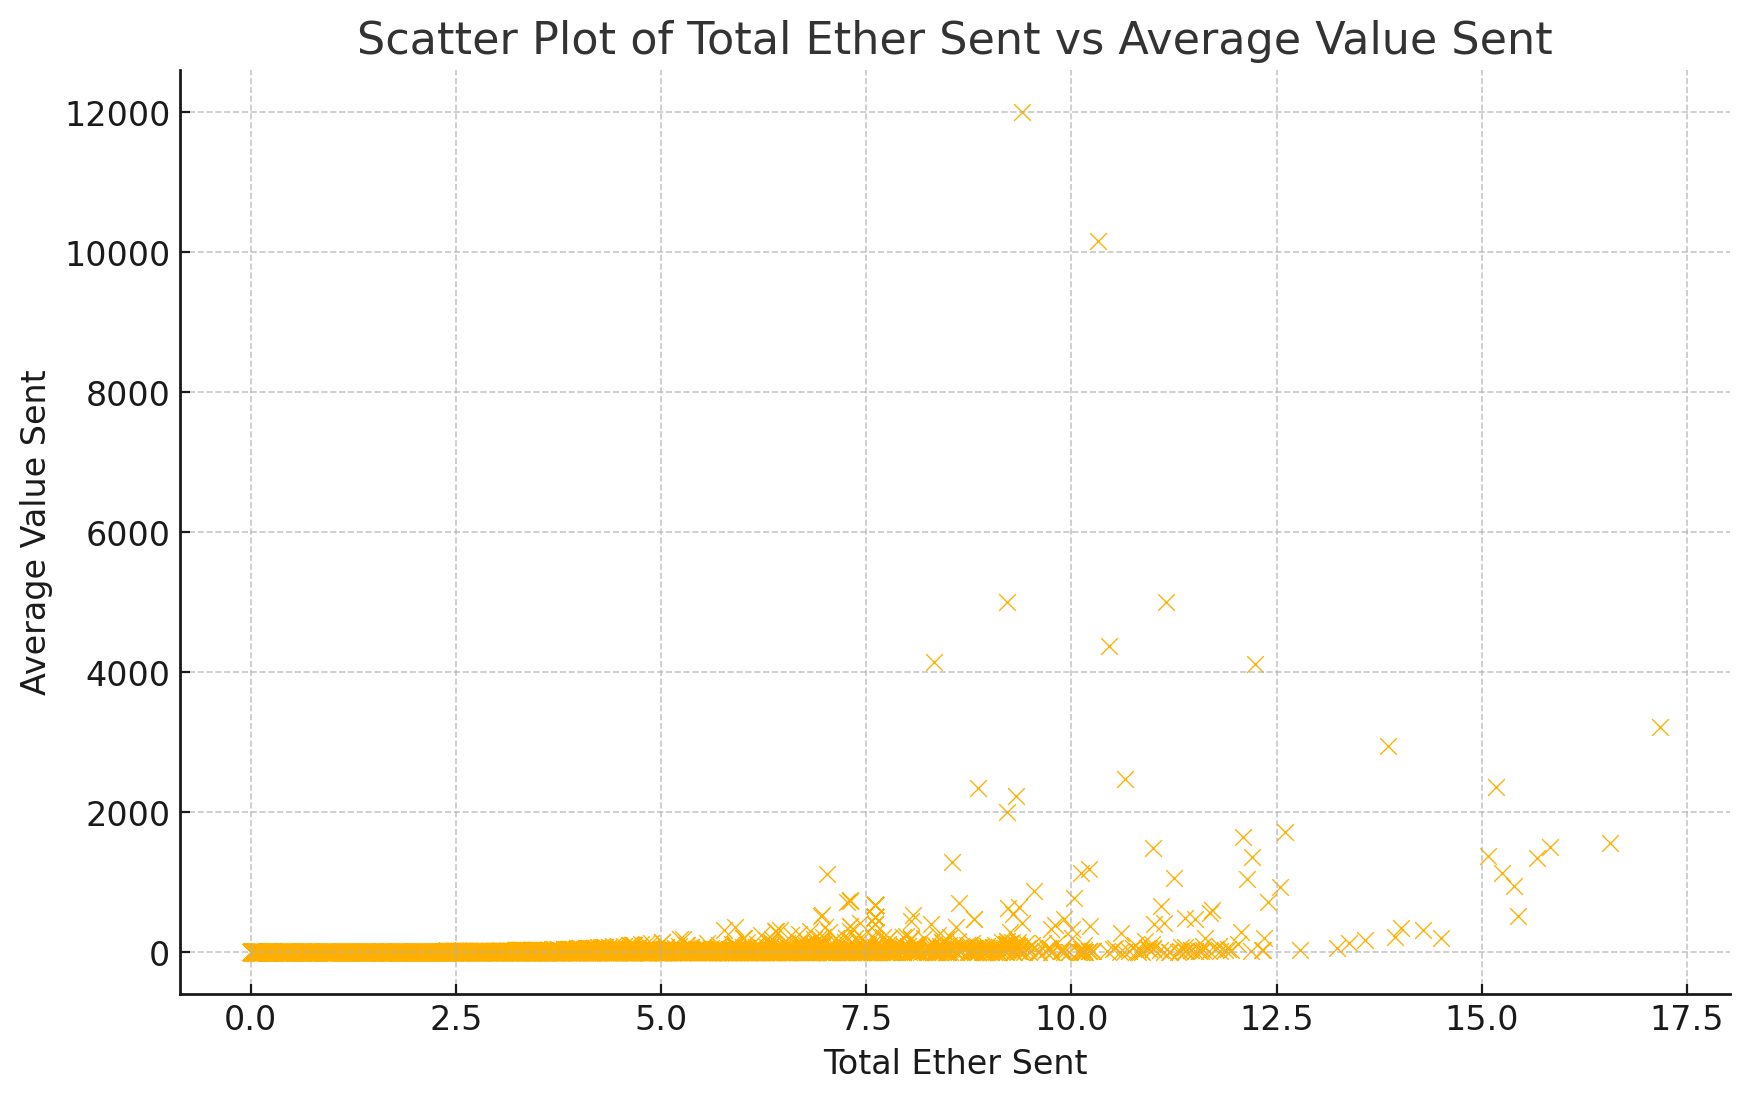 Scatter Plot of Total Ether Sent vs Average Value Sent
12000
10000
8000
6000
4000
2000
0
Average Value Sent
0.0 2.5 5.0 7.5 10.0 12.5 15.0 17.5
Total Ether Sent